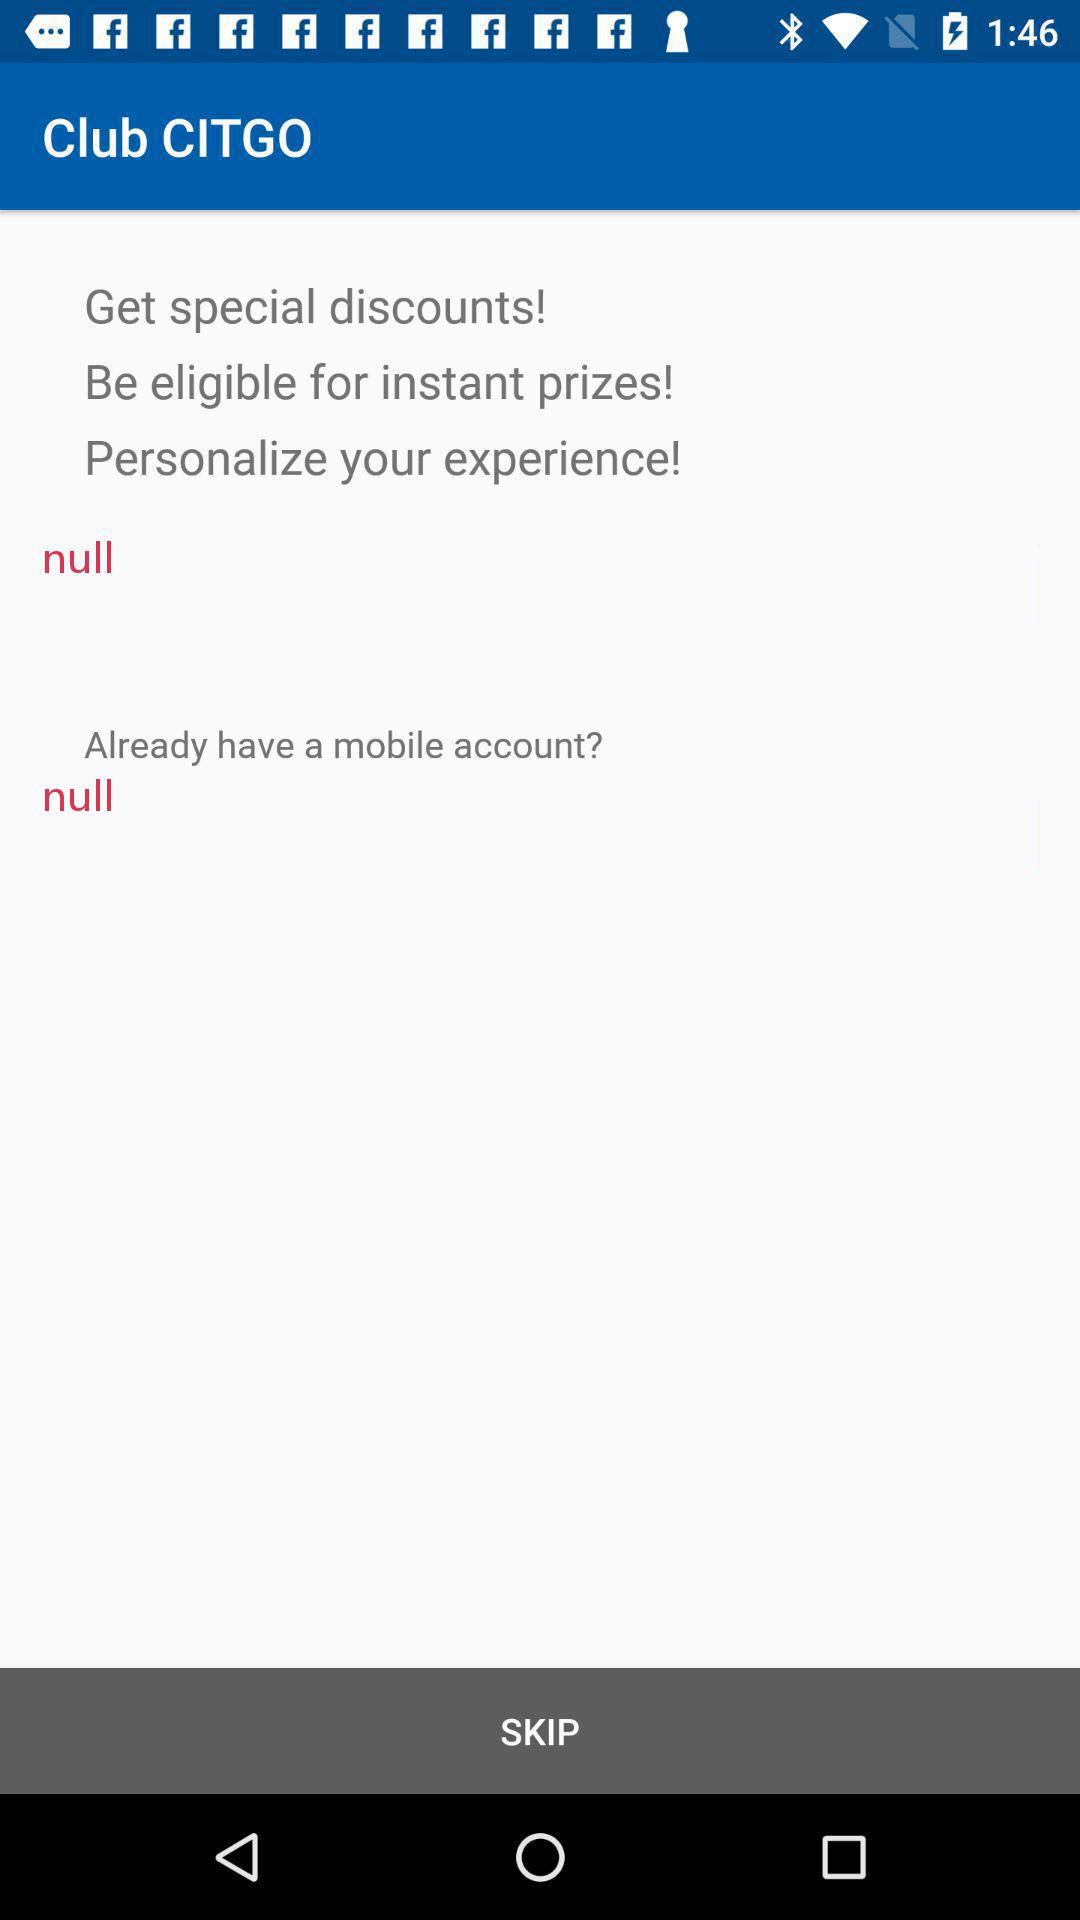 1:46
Club CITGO
Get special discounts!
Be eligible for instant prizes!
Personalize your experience!
null
Already have a mobile account?
null
SKIP